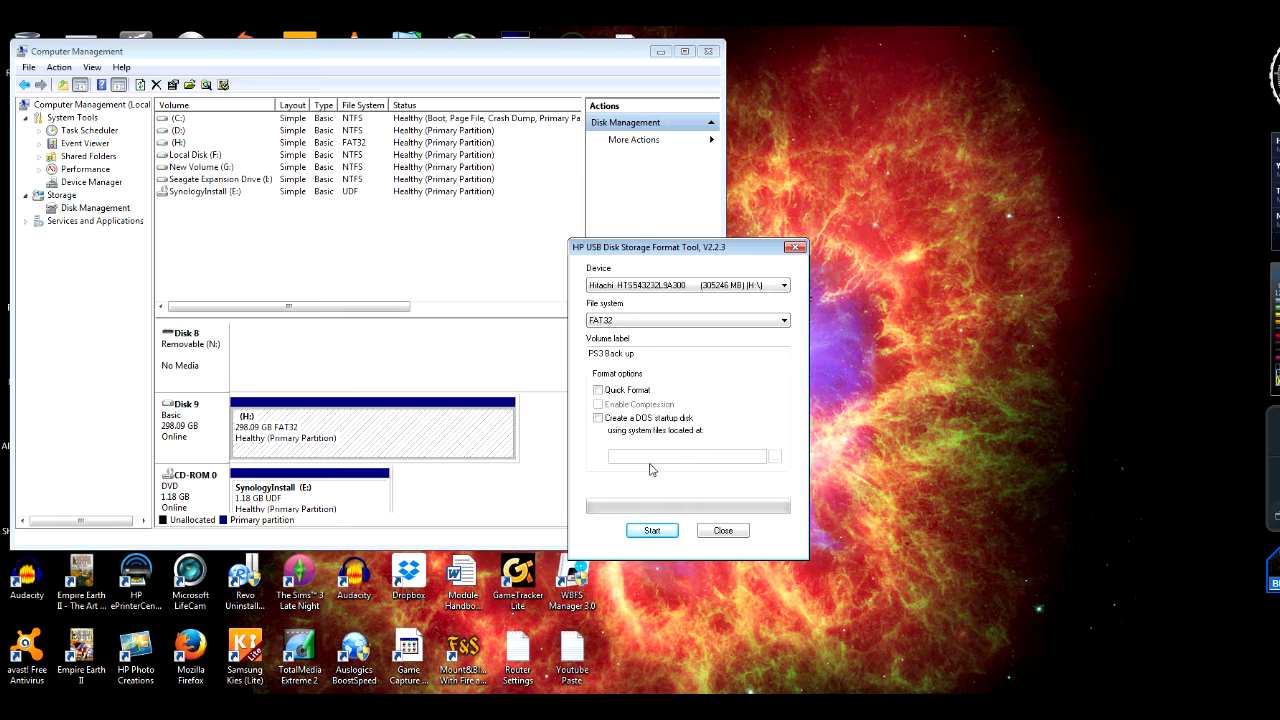 Computer Management
File Action View Help
Computer Management (Local
System Tools
Task Scheduler
Event Viewer
Shared Folders
Performance
Device Manager
Storage
Disk Management
Services and Applications
Volume Layout Type File System Status
(C:) Simple Basic NTFS Healthy (Boot, Page File, Crash Dump, Primary Pa
(D:) Simple Basic NTFS Healthy (Primary Partition)
(H:) Simple Basic FAT32 Healthy (Primary Partition)
Local Disk (F:) Simple Basic NTFS Healthy (Primary Partition)
New Volume (G:) Simple Basic NTFS Healthy (Primary Partition)
Seagate Expansion Drive (I:) Simple Basic NTFS Healthy (Primary Partition)
SynologyInstall (E:) Simple Basic UDF Healthy (Primary Partition)
Actions
Disk Management
More Actions
Disk 8
Removable (N:)
No Media
Disk 9
Basic
298.09 GB
Online
(H:)
298.09 GB FAT32
Healthy (Primary Partition)
CD-ROM 0
DVD
1.18 GB
Online
SynologyInstall (E:)
1.18 GB UDF
Healthy (Primary Partition)
Unallocated Primary partition
HP USB Disk Storage Format Tool, V2.2.3
Device
Hitachi HTS543232L9A300 (305246 MB) (H:\)
File system
FAT32
Volume label
PS3 Back up
Format options
Quick Format
Enable Compression
Create a DOS startup disk
using system files located at:
...
Start Close
Audacity
Empire Earth
II - The Art ...
HP
ePrinterCen...
Microsoft
LifeCam
Revo
Uninstall...
The Sims™ 3
Late Night
Audacity
Dropbox
Module
Handbo...
GameTracker
Lite
WBFS
Manager 3.0
avast! Free
Antivirus
Empire Earth
II
HP Photo
Creations
Mozilla
Firefox
Samsung
Kies (Lite)
TotalMedia
Extreme 2
Auslogics
BoostSpeed
Game
Capture ...
Mount&Bl...
With Fire a...
Router
Settings
Youtube
Paste